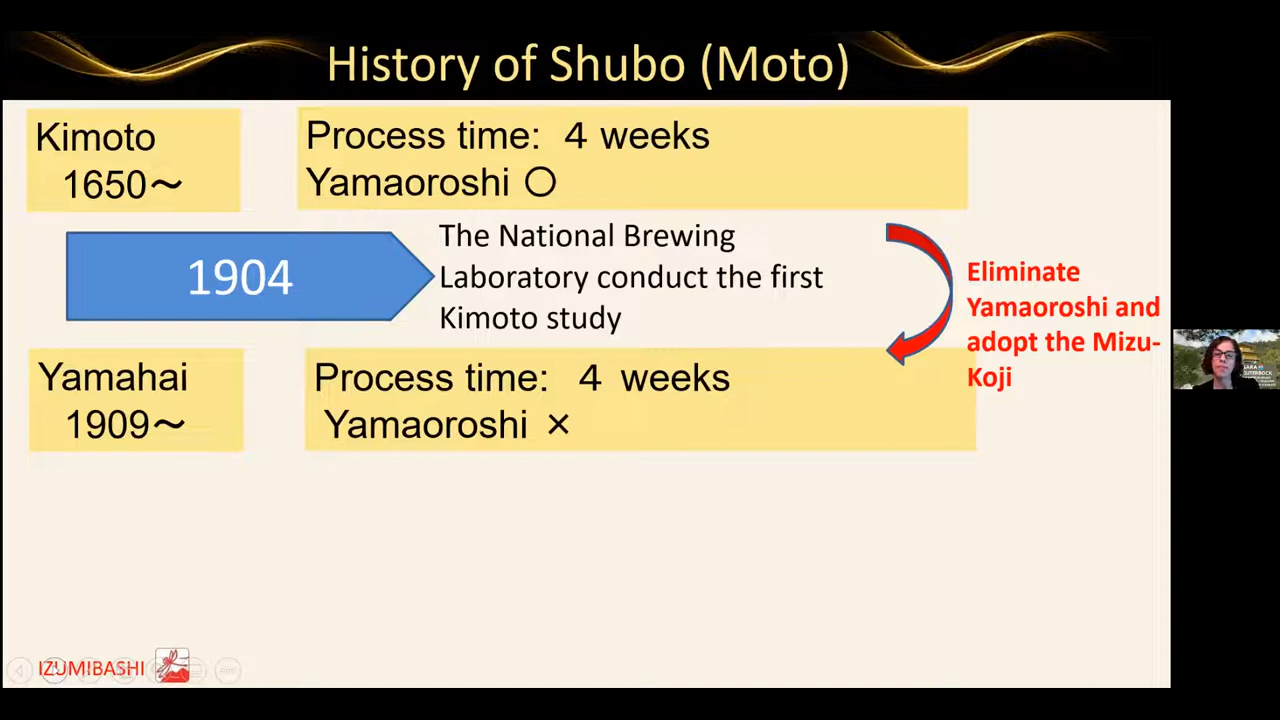 History of Shubo (Moto)
Kimoto
1650～
Process time: 4 weeks
Yamaoroshi ○
1904
The National Brewing
Laboratory conduct the first
Kimoto study
Eliminate
Yamaoroshi and
adopt the Mizu-
Koji
Yamahai
1909～
Process time: 4 weeks
Yamaoroshi ×
IZUMIBASHI